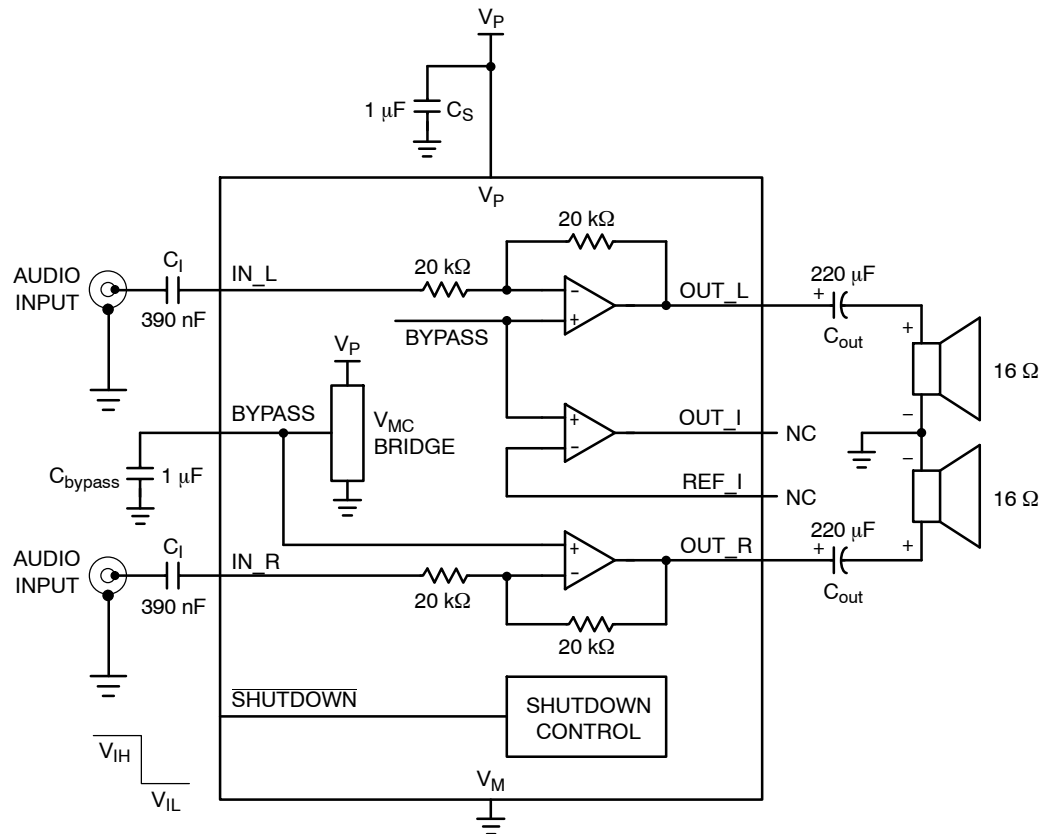 V_P
1 μF C_S
V_P
20 kΩ
AUDIO
INPUT
C_I
390 nF
IN_L
20 kΩ
−
+
BYPASS
OUT_L
220 μF
+
C_out
+
16 Ω
−
V_P
BYPASS
V_MC
BRIDGE
+
−
OUT_I
NC
REF_I
NC
C_bypass
1 μF
−
16 Ω
+
AUDIO
INPUT
C_I
390 nF
IN_R
20 kΩ
+
−
OUT_R
220 μF
+
C_out
20 kΩ
SHUTDOWN
SHUTDOWN
CONTROL
V_IH
V_IL
V_M